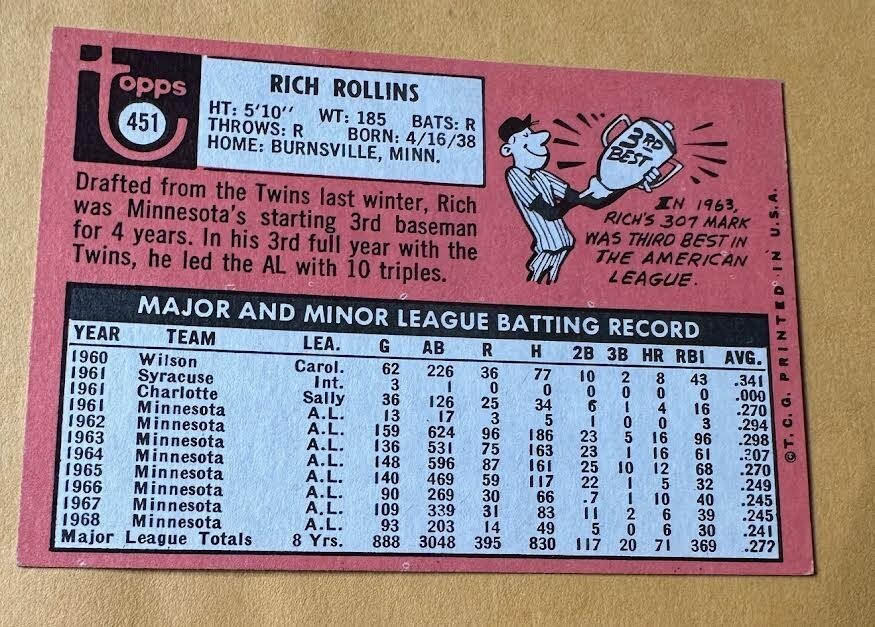 Topps
451
RICH ROLLINS
HT: 5'10" WT: 185 BATS: R
THROWS: R BORN: 4/16/38
HOME: BURNSVILLE, MINN.
Drafted from the Twins last winter, Rich
was Minnesota's starting 3rd baseman
for 4 years. In his 3rd full year with the
Twins, he led the AL with 10 triples.
3RD
BEST
IN 1963,
RICH'S 307 MARK
WAS THIRD BEST IN
THE AMERICAN
LEAGUE.
MAJOR AND MINOR LEAGUE BATTING RECORD
YEAR TEAM LEA. G AB R H 2B 3B HR RBI AVG.
1960 Wilson Carol. 62 226 36 77 10 2 8 43 .341
1961 Syracuse Int. 3 1 0 0 0 0 0 0 .000
1961 Charlotte Sally 36 126 25 34 6 1 4 16 .270
1961 Minnesota A.L. 13 17 3 5 1 0 0 3 .294
1962 Minnesota A.L. 159 624 96 186 23 5 16 96 .298
1963 Minnesota A.L. 136 531 75 163 23 1 16 61 .307
1964 Minnesota A.L. 148 596 87 161 25 10 12 68 .270
1965 Minnesota A.L. 140 469 59 117 22 1 5 32 .249
1966 Minnesota A.L. 90 269 30 66 .7 1 10 40 .245
1967 Minnesota A.L. 109 339 31 83 11 2 6 39 .245
1968 Minnesota A.L. 93 203 14 49 5 0 6 30 .241
Major League Totals 8 Yrs. 888 3048 395 830 117 20 71 369 .272
©T.C.G. PRINTED IN U.S.A.